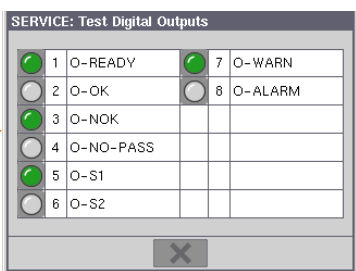 SERVICE: Test Digital Outputs
1 O-READY 7 O-WARN
2 O-OK 8 O-ALARM
3 O-NOK
4 O-NO-PASS
5 O-S1
6 O-S2